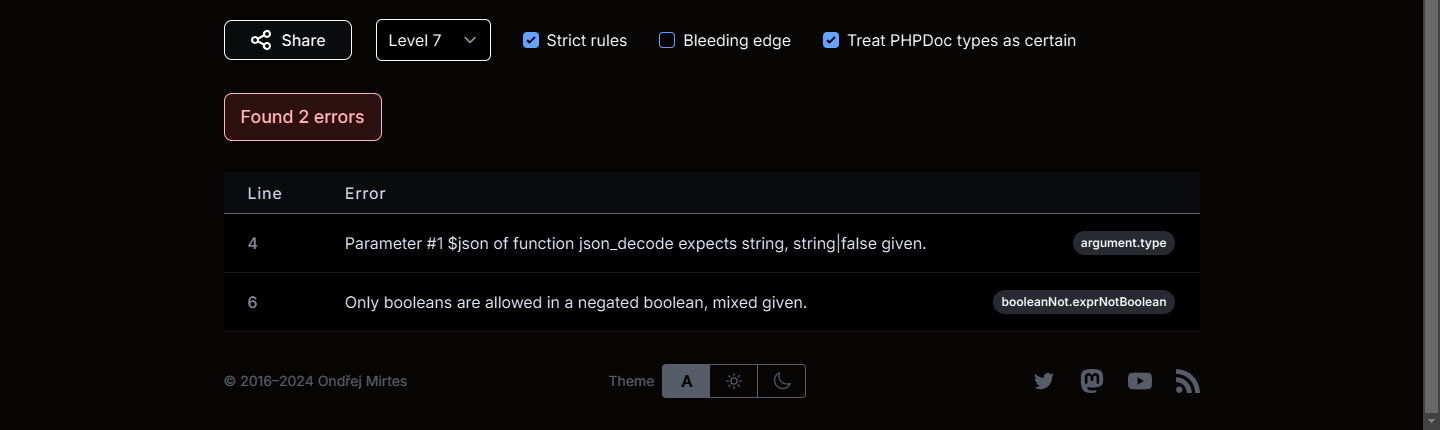 Share Level 7 Strict rules Bleeding edge Treat PHPDoc types as certain
Found 2 errors
Line Error
4 Parameter #1 $json of function json_decode expects string, string|false given. argument.type
6 Only booleans are allowed in a negated boolean, mixed given. booleanNot.exprNotBoolean
© 2016–2024 Ondřej Mirtes Theme A